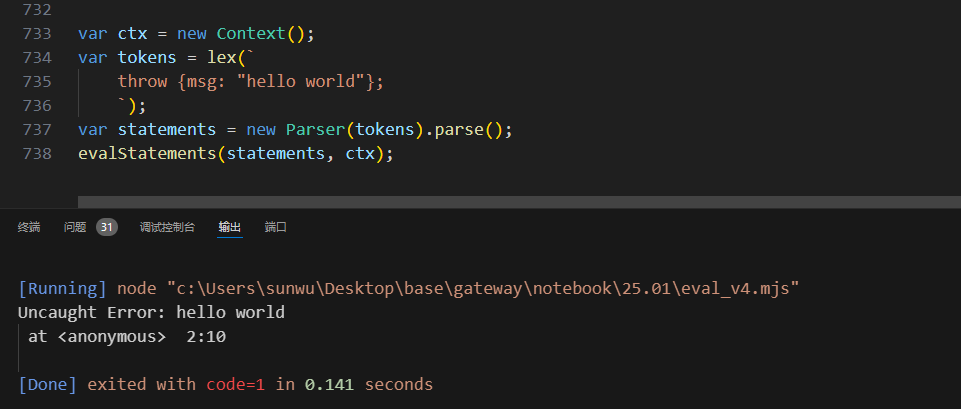 732
733 var ctx = new Context();
734 var tokens = lex(`
735 throw {msg: "hello world"};
736 `);
737 var statements = new Parser(tokens).parse();
738 evalStatements(statements, ctx);
终端 问题 31 调试控制台 输出 端口
[Running] node "c:\Users\sunwu\Desktop\base\gateway\notebook\25.01\eval_v4.mjs"
Uncaught Error: hello world
at <anonymous> 2:10
[Done] exited with code=1 in 0.141 seconds